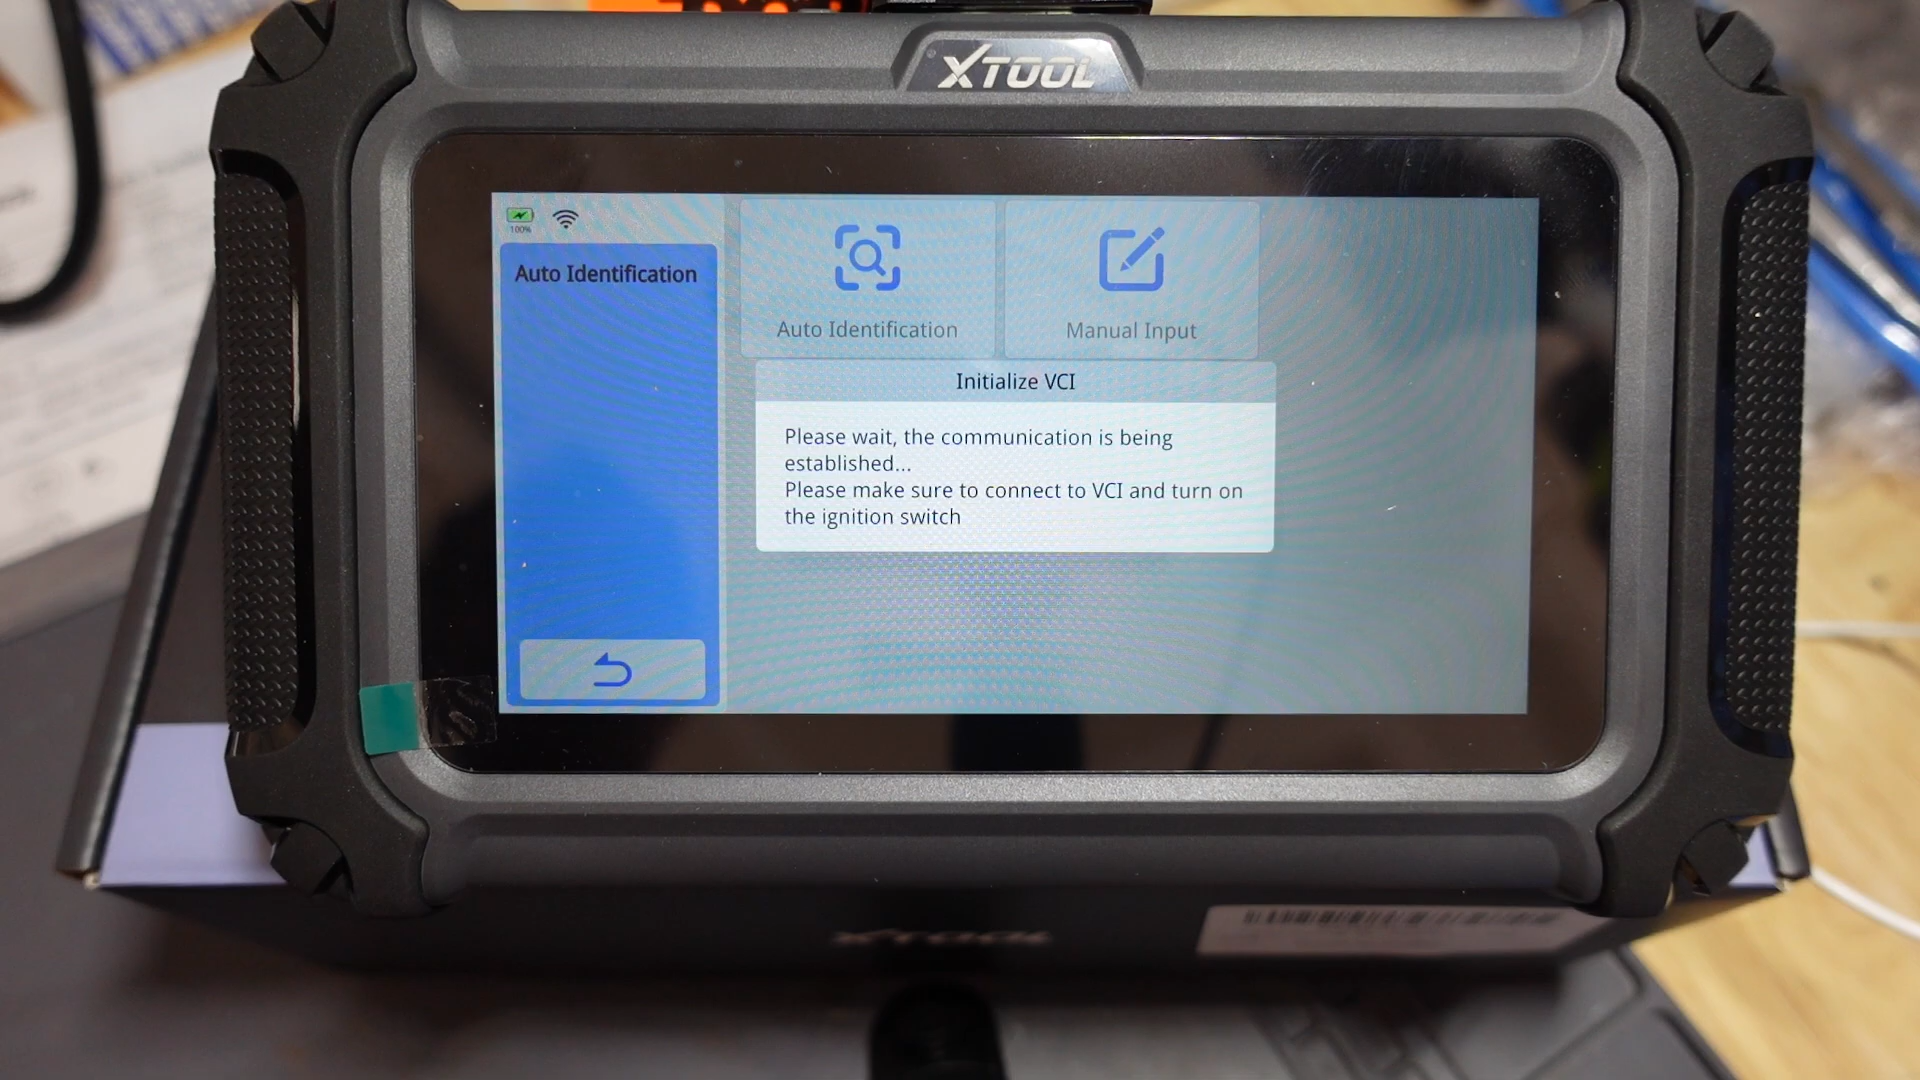 XTOOL
100%
Auto Identification
Auto Identification
Manual Input
Initialize VCI
Please wait, the communication is being
established...
Please make sure to connect to VCI and turn on
the ignition switch
XTOOL